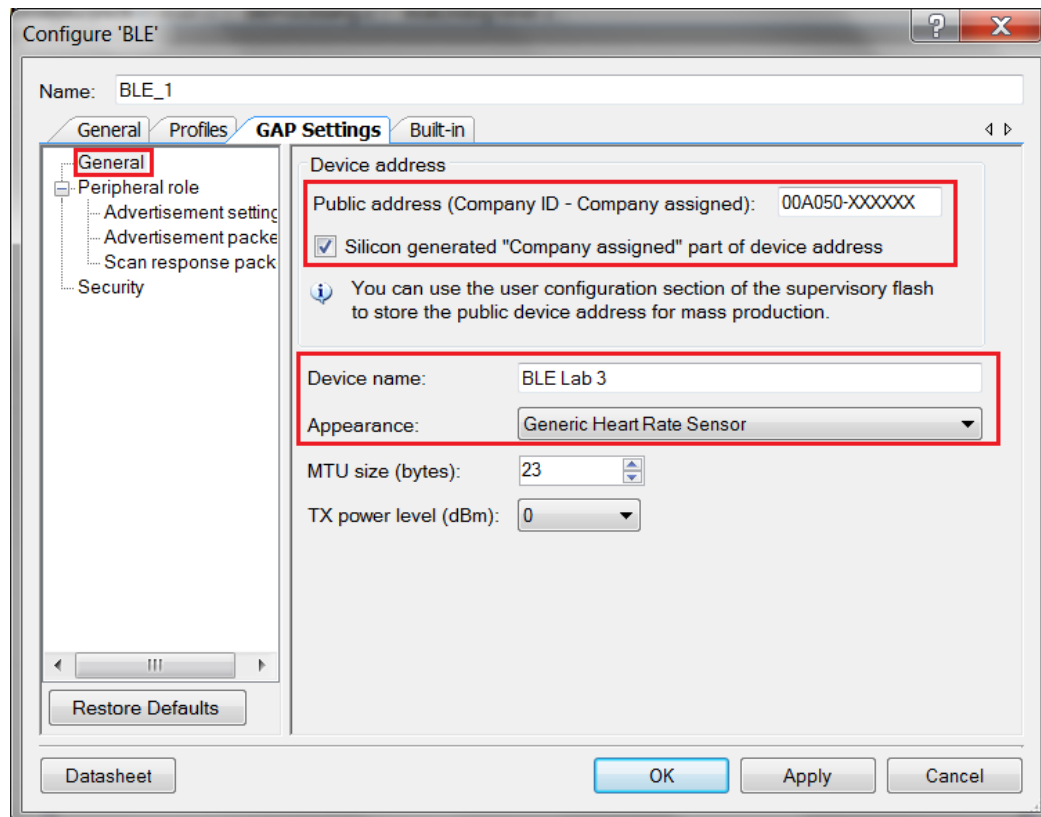 Configure 'BLE'
Name: BLE_1
General Profiles GAP Settings Built-in
General
Peripheral role
Advertisement setting
Advertisement packe
Scan response pack
Security
Device address
Public address (Company ID - Company assigned): 00A050-XXXXXX
Silicon generated "Company assigned" part of device address
You can use the user configuration section of the supervisory flash
to store the public device address for mass production.
Device name: BLE Lab 3
Appearance: Generic Heart Rate Sensor
MTU size (bytes): 23
TX power level (dBm): 0
Restore Defaults
Datasheet OK Apply Cancel